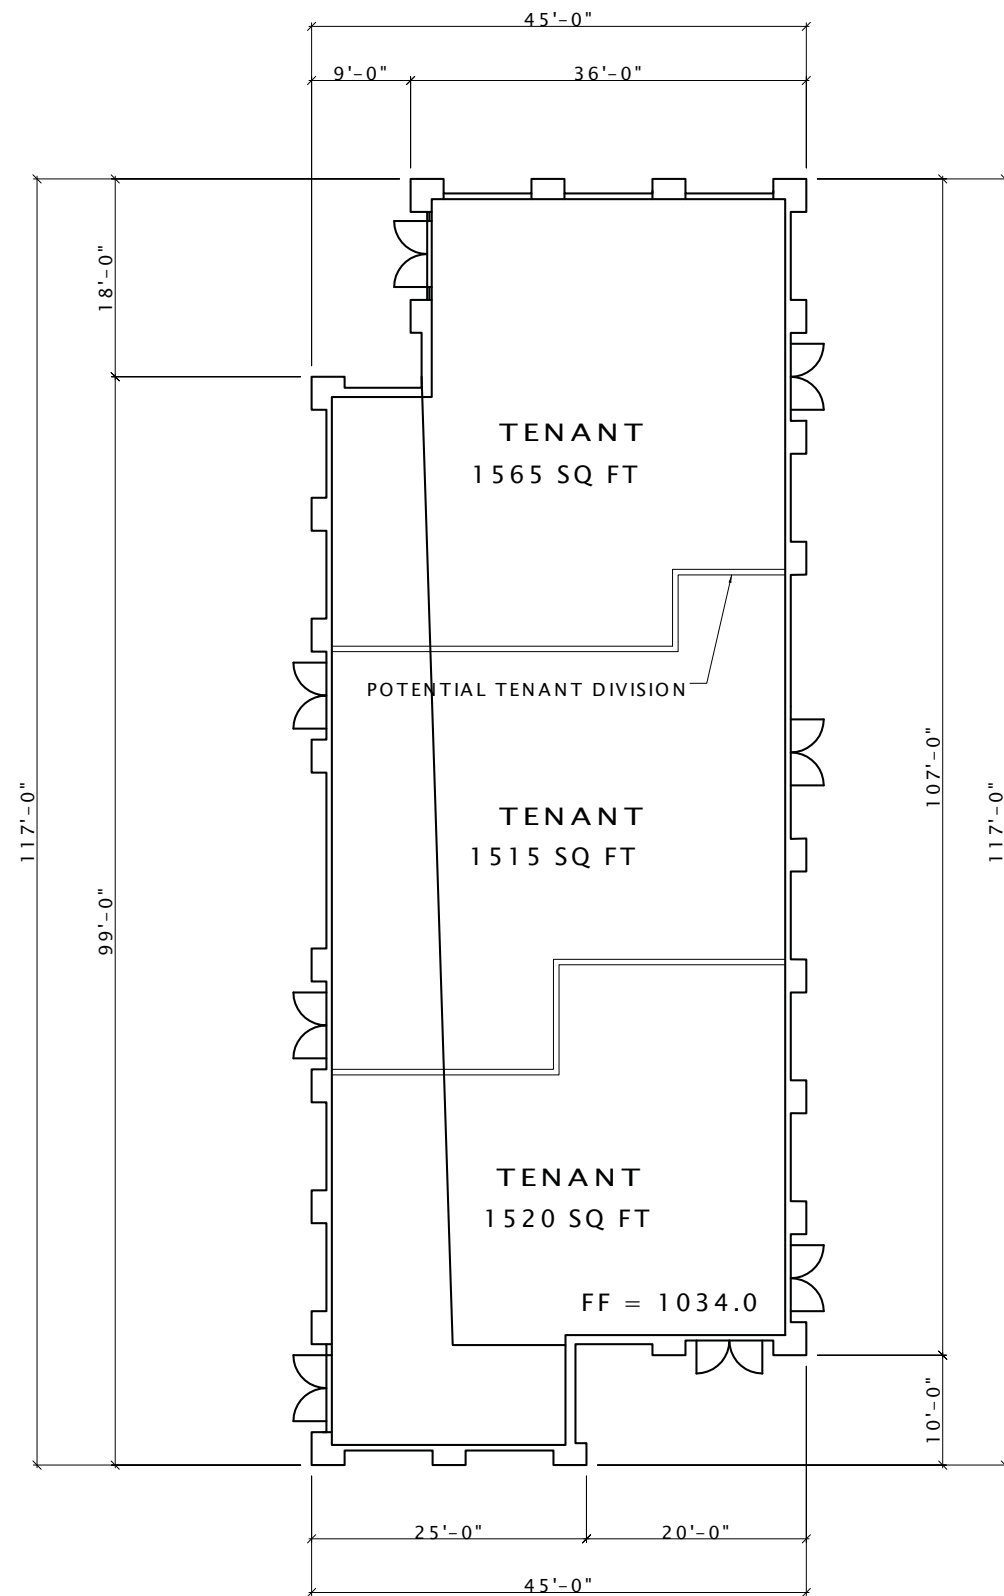 45'-0"
9'-0"
36'-0"
18'-0"
TENANT
1565 SQ FT
POTENTIAL TENANT DIVISION
117'-0"
107'-0"
117'-0"
TENANT
1515 SQ FT
99'-0"
TENANT
1520 SQ FT
FF = 1034.0
10'-0"
25'-0"
20'-0"
45'-0"